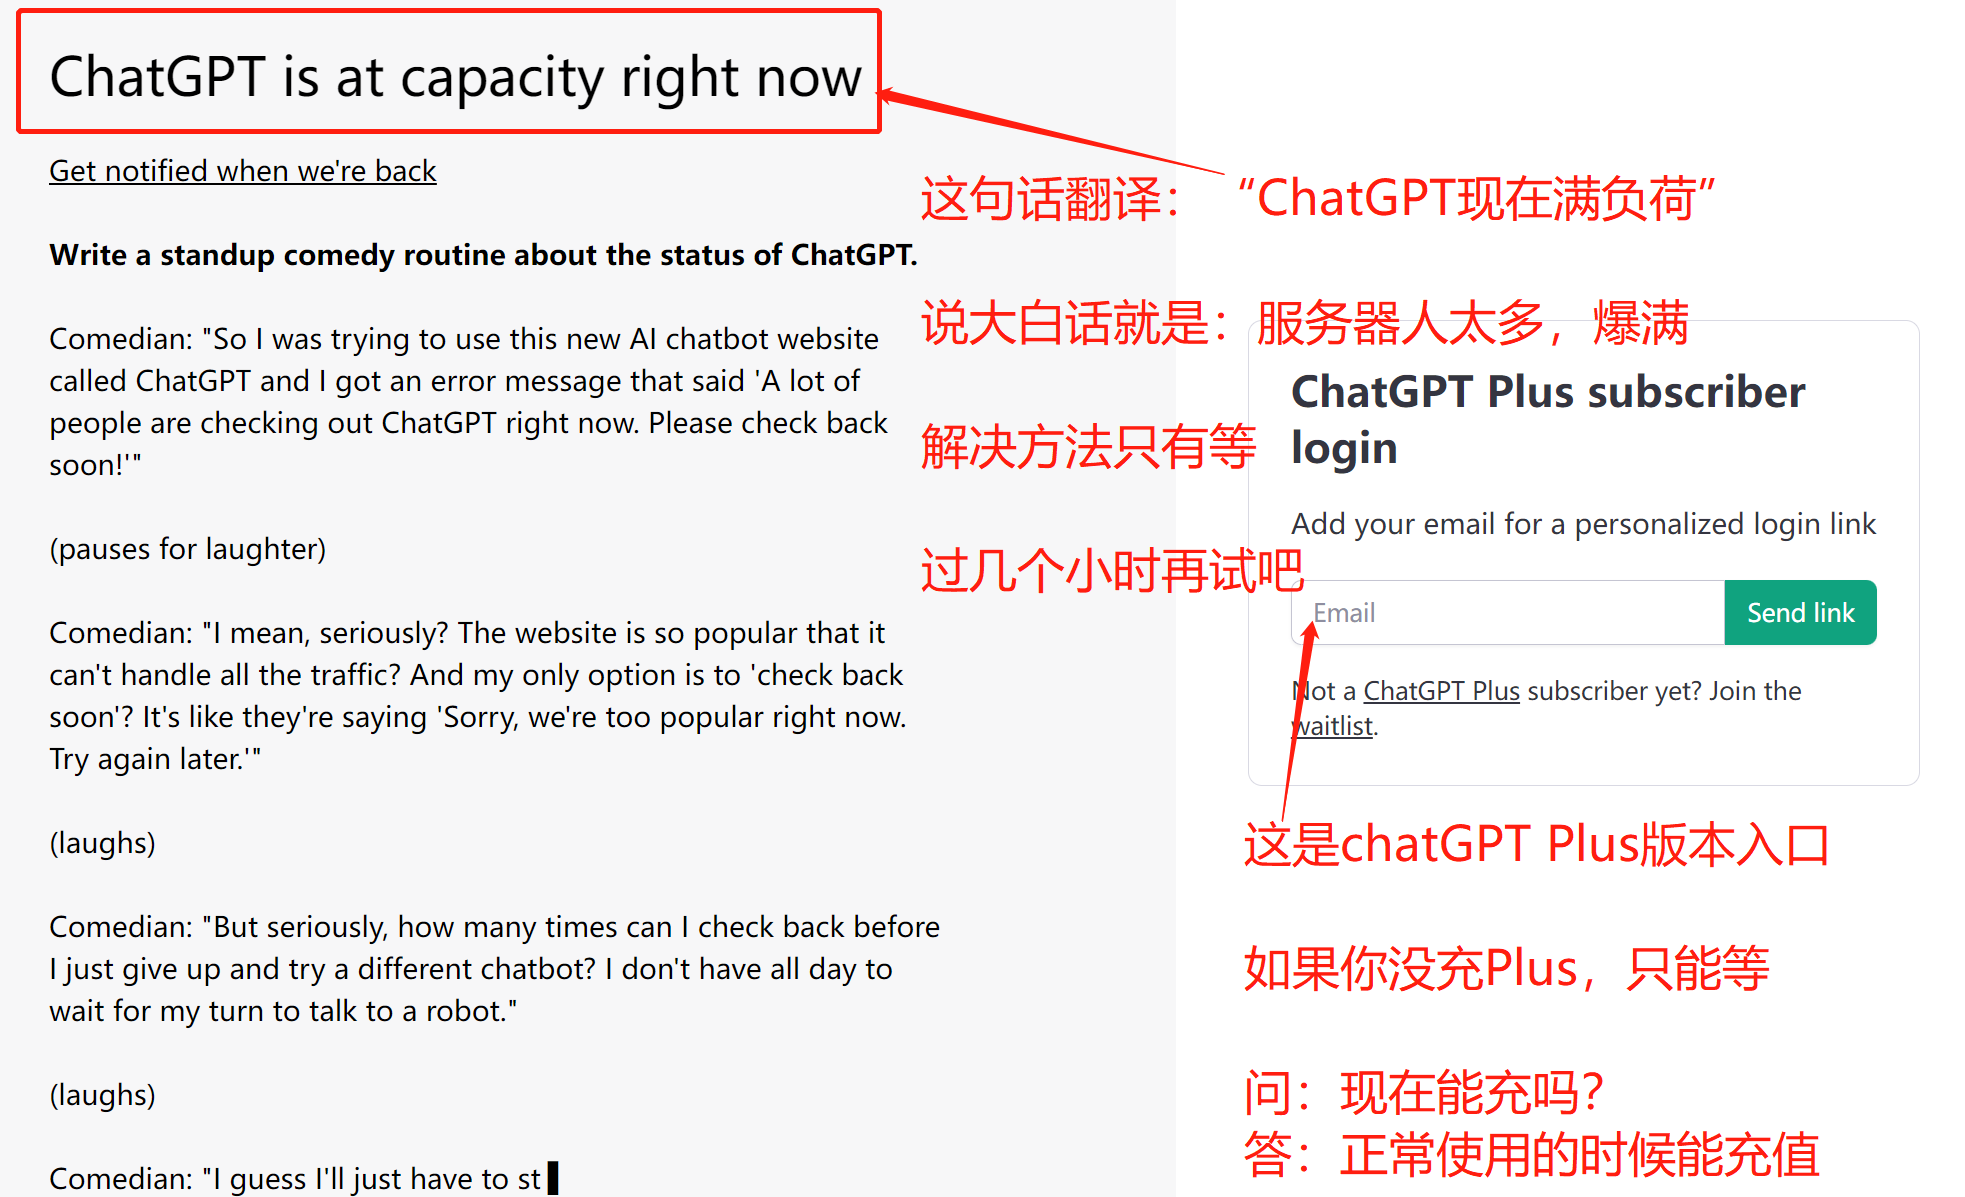 ChatGPT is at capacity right now
Get notified when we're back
Write a standup comedy routine about the status of ChatGPT.
Comedian: "So I was trying to use this new AI chatbot website
called ChatGPT and I got an error message that said 'A lot of
people are checking out ChatGPT right now. Please check back
soon!'"
(pauses for laughter)
Comedian: "I mean, seriously? The website is so popular that it
can't handle all the traffic? And my only option is to 'check back
soon'? It's like they're saying 'Sorry, we're too popular right now.
Try again later.'"
(laughs)
Comedian: "But seriously, how many times can I check back before
I just give up and try a different chatbot? I don't have all day to
wait for my turn to talk to a robot."
(laughs)
Comedian: "I guess I'll just have to st
这句话翻译：“ChatGPT现在满负荷”
说大白话就是：服务器人太多，爆满
解决方法只有等
过几个小时再试吧
ChatGPT Plus subscriber
login
Add your email for a personalized login link
Email
Send link
Not a ChatGPT Plus subscriber yet? Join the
waitlist.
这是chatGPT Plus版本入口
如果你没充Plus，只能等
问：现在能充吗？
答：正常使用的时候能充值